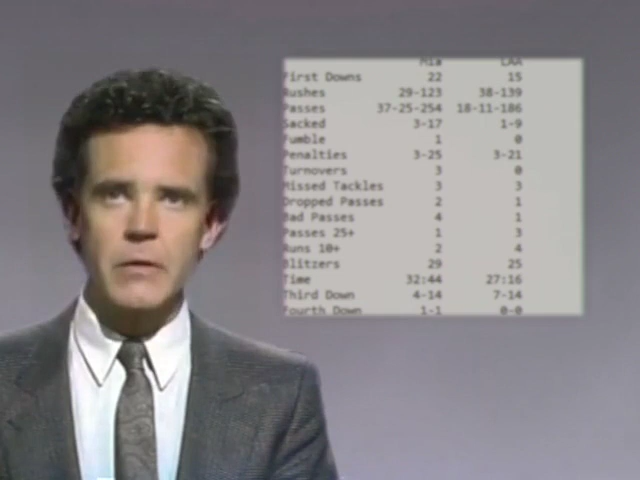 Mia LAA
First Downs 22 15
Rushes 29-123 38-139
Passes 37-25-254 18-11-186
Sacked 3-17 1-9
Fumble 1 0
Penalties 3-25 3-21
Turnovers 3 0
Missed Tackles 3 3
Dropped Passes 2 1
Bad Passes 4 1
Passes 25+ 1 3
Runs 10+ 2 4
Blitzers 29 25
Time 32:44 27:16
Third Down 4-14 7-14
Fourth Down 1-1 0-0